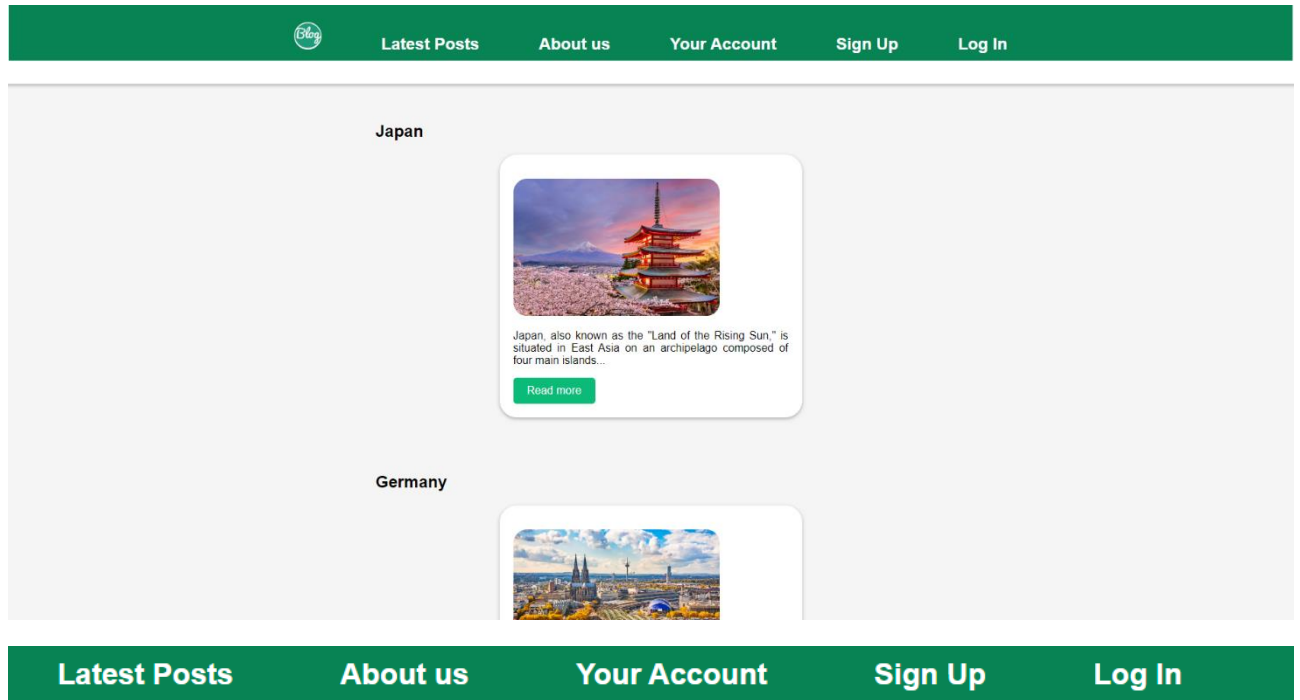 Blog
Latest Posts About us Your Account Sign Up Log In
Japan
Japan, also known as the "Land of the Rising Sun," is
situated in East Asia on an archipelago composed of
four main islands...
Read more
Germany
Latest Posts About us Your Account Sign Up Log In